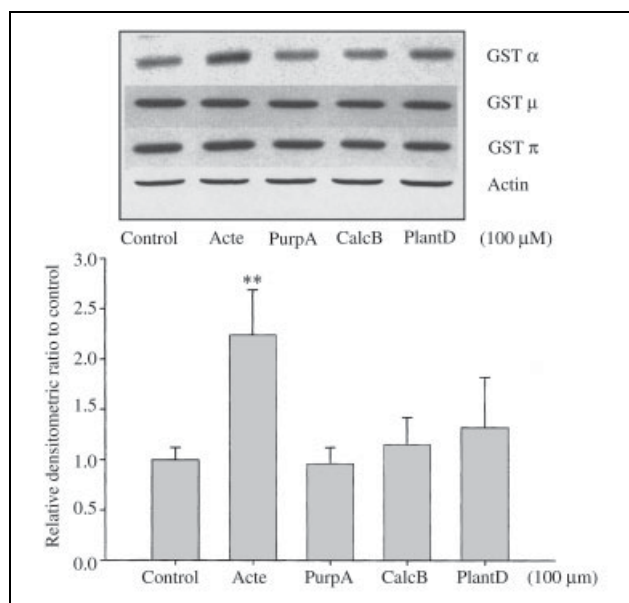 GST α
GST μ
GST π
Actin
Control Acte PurpA CalcB PlantD (100 μM)
Relative densitometric ratio to control
3.0
**
2.5
2.0
1.5
1.0
0.5
0.0
Control Acte PurpA CalcB PlantD (100 μm)